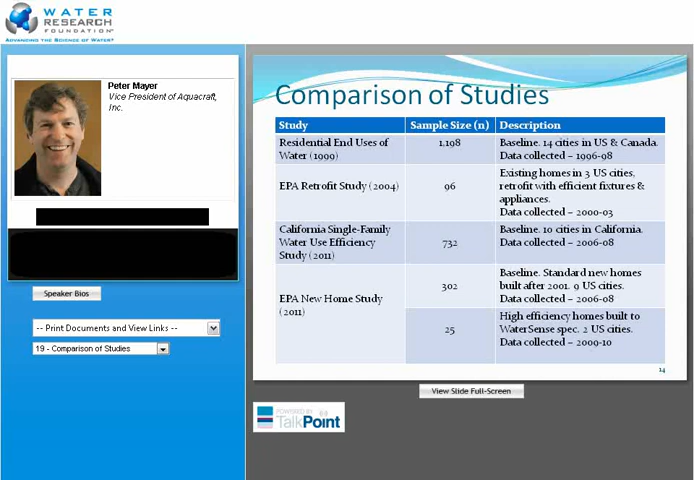 WATER
RESEARCH
FOUNDATION
ADVANCING THE SCIENCE OF WATER
Peter Mayer
Vice President of Aquacraft,
Inc.
Speaker Bios
-- Print Documents and View Links --
19 - Comparison of Studies
Comparison of Studies
Study Sample Size (n) Description
Residential End Uses of
Water (1999)
1,198
Baseline. 14 cities in US & Canada.
Data collected – 1996-98
EPA Retrofit Study (2004)
96
Existing homes in 3 US cities,
retrofit with efficient fixtures &
appliances.
Data collected – 2000-03
California Single-Family
Water Use Efficiency
Study (2011)
732
Baseline. 10 cities in California.
Data collected – 2006-08
EPA New Home Study
(2011)
302
Baseline. Standard new homes
built after 2001. 9 US cities.
Data collected – 2006-08
25
High efficiency homes built to
WaterSense spec. 2 US cities.
Data collected – 2009-10
14
View Slide Full-Screen
POWERED BY
TalkPoint